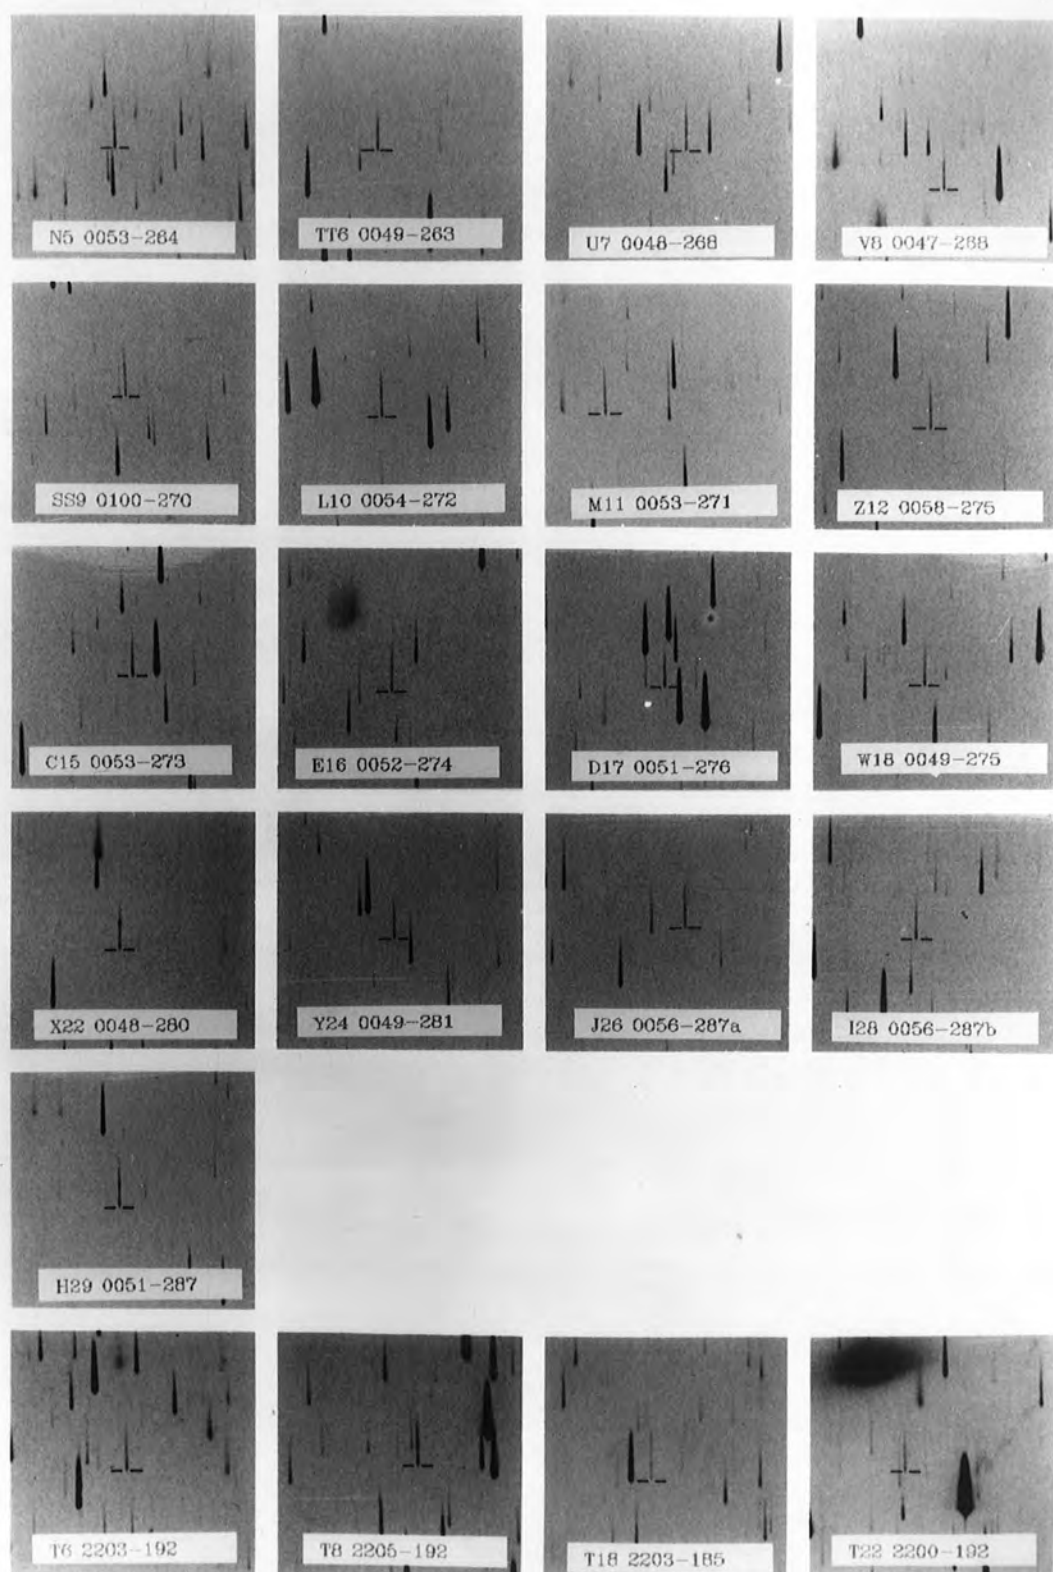 N5 0053-264
TT6 0049-263
U7 0048-268
V8 0047-268
SS9 0100-270
L10 0054-272
M11 0053-271
Z12 0058-275
C15 0053-273
E16 0052-274
D17 0051-276
W18 0049-275
X22 0048-280
Y24 0049-281
J26 0056-287a
I28 0056-287b
H29 0051-287
T6 2203-192
T8 2205-192
T18 2203-185
T22 2200-192